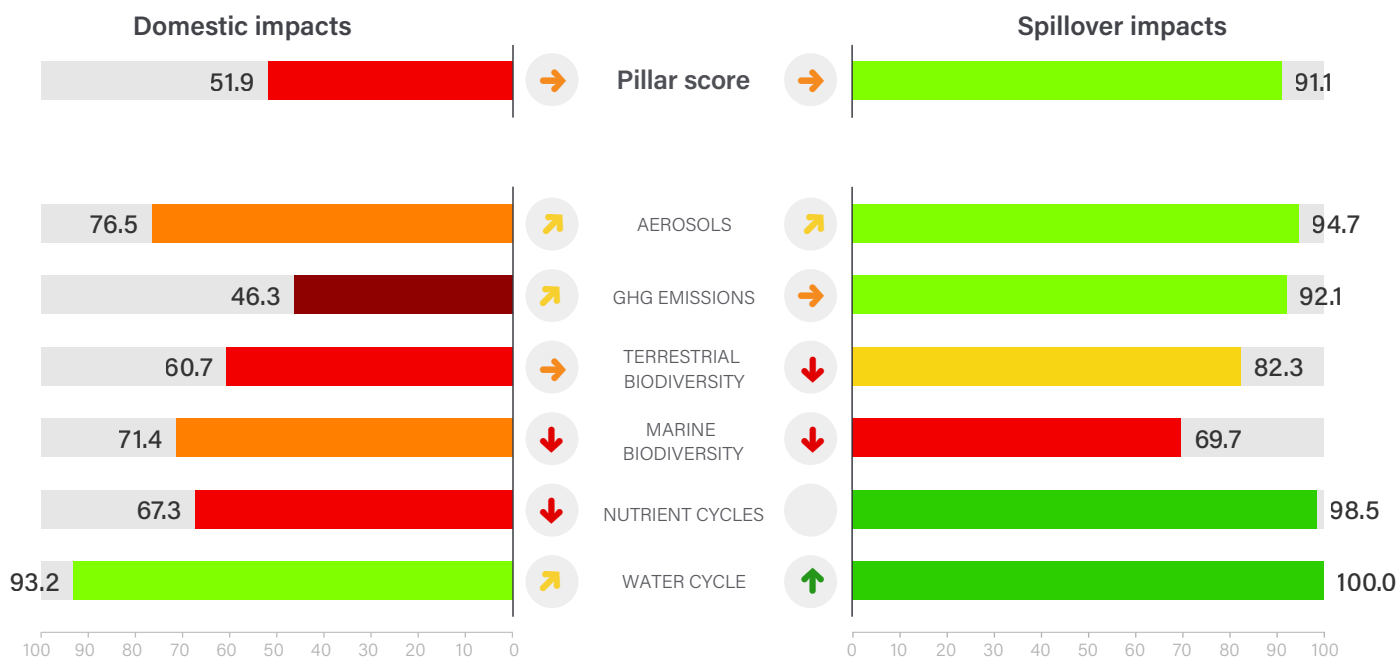 Domestic impacts
Spillover impacts
51.9
Pillar score
91.1
76.5
AEROSOLS
94.7
46.3
GHG EMISSIONS
92.1
60.7
TERRESTRIAL
BIODIVERSITY
82.3
71.4
MARINE
BIODIVERSITY
69.7
67.3
NUTRIENT CYCLES
98.5
93.2
WATER CYCLE
100.0
100 90 80 70 60 50 40 30 20 10 0
0 10 20 30 40 50 60 70 80 90 100